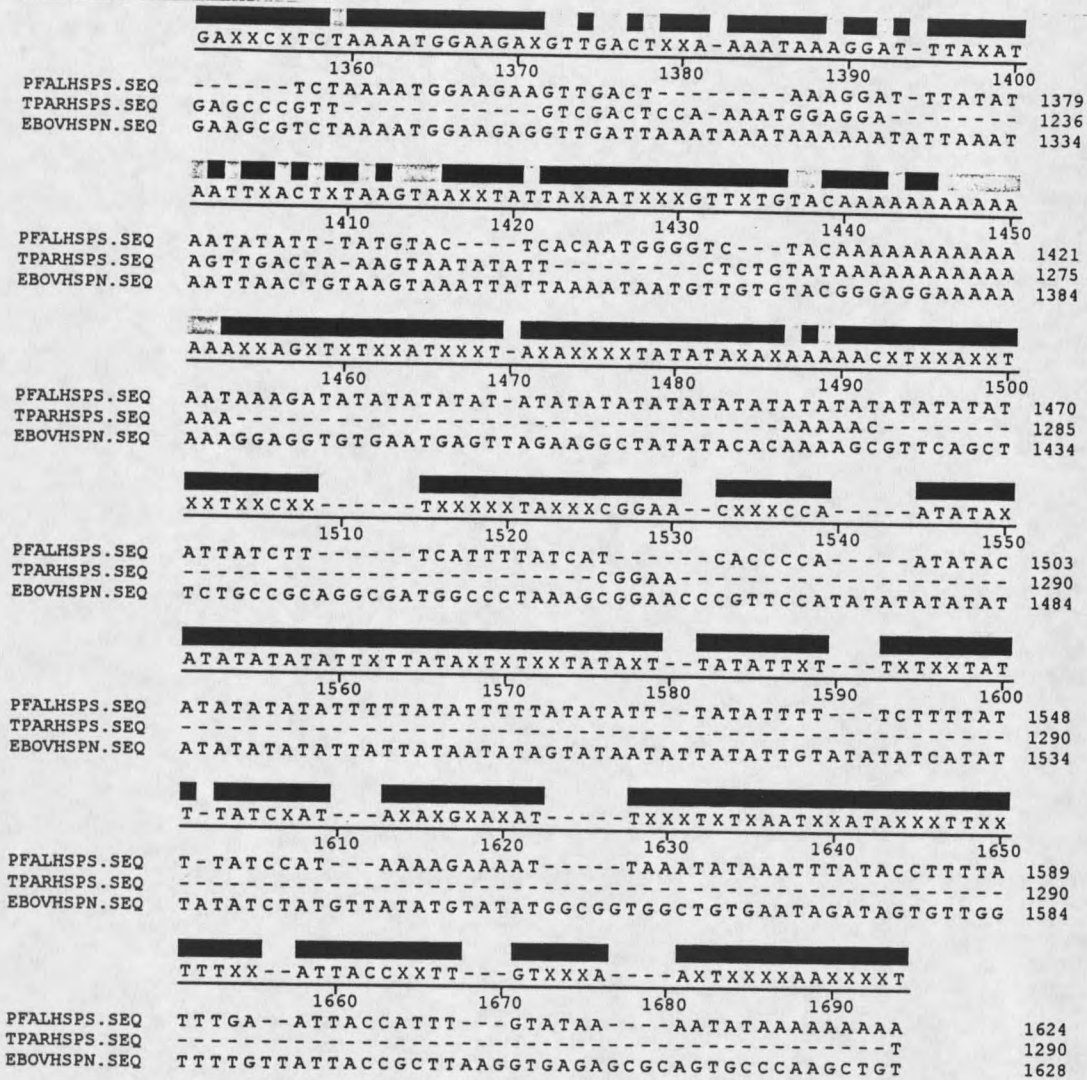 GAXXCXTCTAAAATGGAAGAXGTTGACTXXA-AAATAAAGGAT-TTAXAT
1360 1370 1380 1390 1400
PFALHSPS.SEQ ------TCTAAAATGGAAGAAGTTGACT--------AAAGGAT-TTATAT 1379
TPARHSPS.SEQ GAGCCCGTT------------GTCGACTCCA-AAATGGAGGA-------- 1236
EBOVHSPN.SEQ GAAGCGTCTAAAATGGAAGAGGTTGATTAAATAAATAAAAAATATTAAAT 1334
AATTXACTXTAAGTAAXXTATTAXAATXXXGTTXTGTACAAAAAAAAAAA
1410 1420 1430 1440 1450
PFALHSPS.SEQ AATATATT-TATGTAC----TCACAATGGGGTC---TACAAAAAAAAAAA 1421
TPARHSPS.SEQ AGTTGACTA-AAGTAATATATT---------CTCTGTATAAAAAAAAAAA 1275
EBOVHSPN.SEQ AATTAACTGTAAGTAAATTATTAAAATAATGTTGTGTACGGGAGGAAAAA 1384
AAAXXAGXTXTXXATXXXT-AXAXXXXTATATAXAXAAAAACXTXXAXXT
1460 1470 1480 1490 1500
PFALHSPS.SEQ AATAAAGATATATATATAT-ATATATATATATATATATATATATATATAT 1470
TPARHSPS.SEQ AAA---------------------------------AAAAAC-------- 1285
EBOVHSPN.SEQ AAAGGAGGTGTGAATGAGTTAGAAGGCTATATACACAAAAGCGTTCAGCT 1434
XXTXXCXX------TXXXXXTAXXXCGGAA--CXXXCCA-----ATATAX
1510 1520 1530 1540 1550
PFALHSPS.SEQ ATTATCTT------TCATTTTATCAT------CACCCCA-----ATATAC 1503
TPARHSPS.SEQ -------------------------CGGAA-------------------- 1290
EBOVHSPN.SEQ TCTGCCGCAGGCGATGGCCCTAAAGCGGAACCCGTTCCATATATATATAT 1484
ATATATATATTXTTATAXTXTXXTATAXT--TATATTXT---TXTXXTAT
1560 1570 1580 1590 1600
PFALHSPS.SEQ ATATATATATTTTTATATTTTTATATATT--TATATTTT---TCTTTTAT 1548
TPARHSPS.SEQ -------------------------------------------------- 1290
EBOVHSPN.SEQ ATATATATATTATTATAATATAGTATAATATTATATTGTATATATCATAT 1534
T-TATCXAT---AXAXGXAXAT-----TXXXTXTXAATXXATAXXXTTXX
1610 1620 1630 1640 1650
PFALHSPS.SEQ T-TATCCAT---AAAAGAAAAT-----TAAATATAAATTTATACCTTTTA 1589
TPARHSPS.SEQ -------------------------------------------------- 1290
EBOVHSPN.SEQ TATATCTATGTTATATGTATATGGCGGTGGCTGTGAATAGATAGTGTTGG 1584
TTTXX--ATTACCXXTT---GTXXXA----AXTXXXXAAXXXXT
1660 1670 1680 1690
PFALHSPS.SEQ TTTGA--ATTACCATTT---GTATAA----AATATAAAAAAAAA 1624
TPARHSPS.SEQ -------------------------------------------T 1290
EBOVHSPN.SEQ TTTTGTTATTACCGCTTAAGGTGAGAGCGCAGTGCCCAAGCTGT 1628